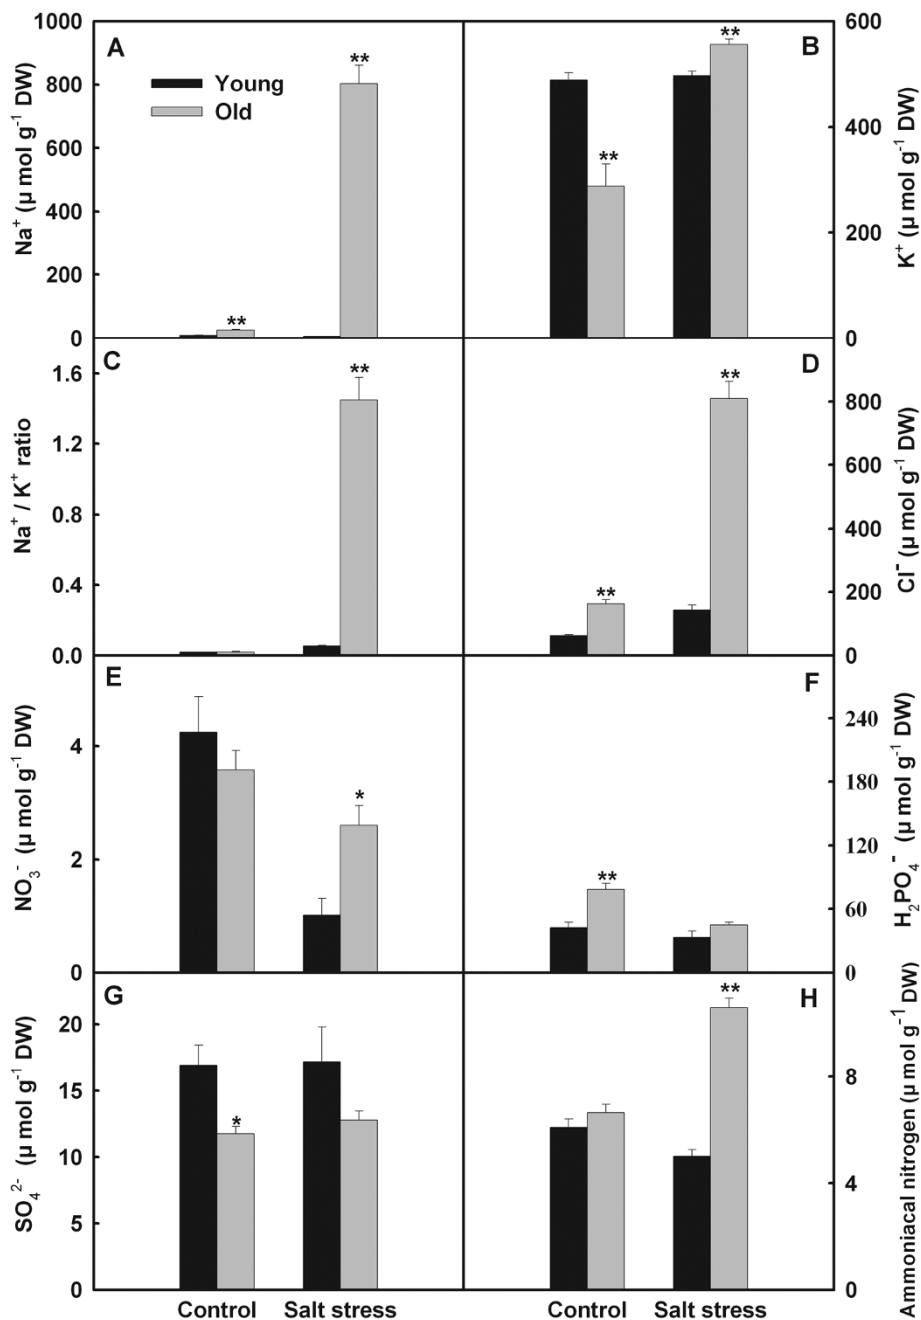 A
Young
Old
**
**
Na⁺ (µ mol g⁻¹ DW)
1000
800
600
400
200
0
B
**
**
K⁺ (µ mol g⁻¹ DW)
600
400
200
0
C
**
Na⁺ / K⁺ ratio
1.6
1.2
0.8
0.4
0.0
D
**
**
Cl⁻ (µ mol g⁻¹ DW)
800
600
400
200
0
E
*
NO₃⁻ (µ mol g⁻¹ DW)
4
2
0
F
**
H₂PO₄⁻ (µ mol g⁻¹ DW)
240
180
120
60
0
G
*
SO₄²⁻ (µ mol g⁻¹ DW)
20
15
10
5
0
H
**
Ammoniacal nitrogen (µ mol g⁻¹ DW)
8
4
0
Control Salt stress
Control Salt stress